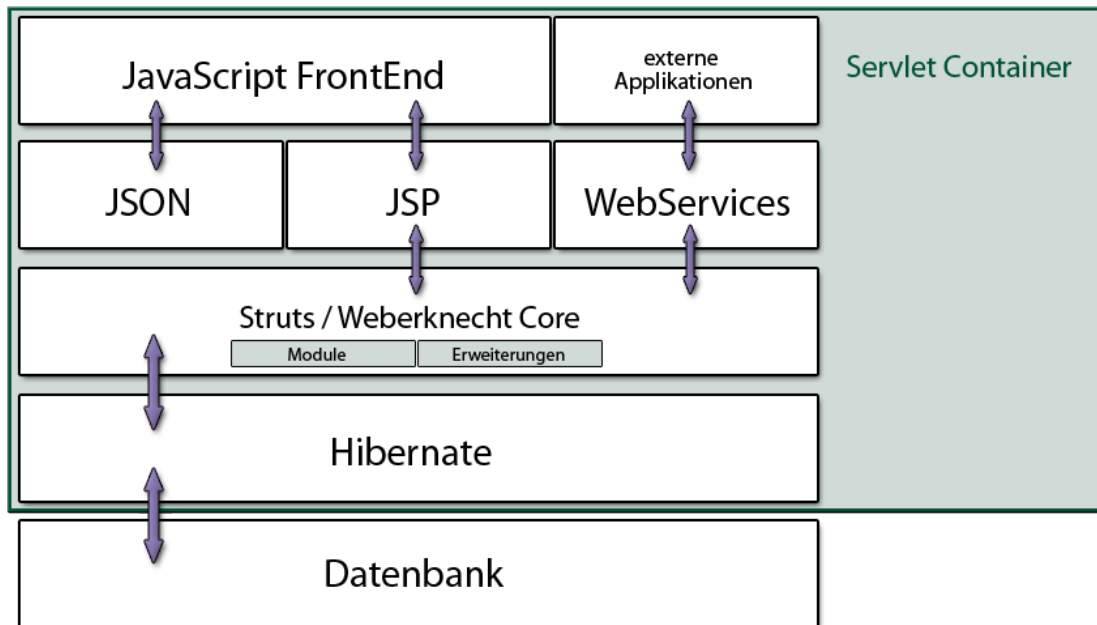 JavaScript FrontEnd
externe
Applikationen
Servlet Container
JSON
JSP
WebServices
Struts / Weberknecht Core
Module
Erweiterungen
Hibernate
Datenbank